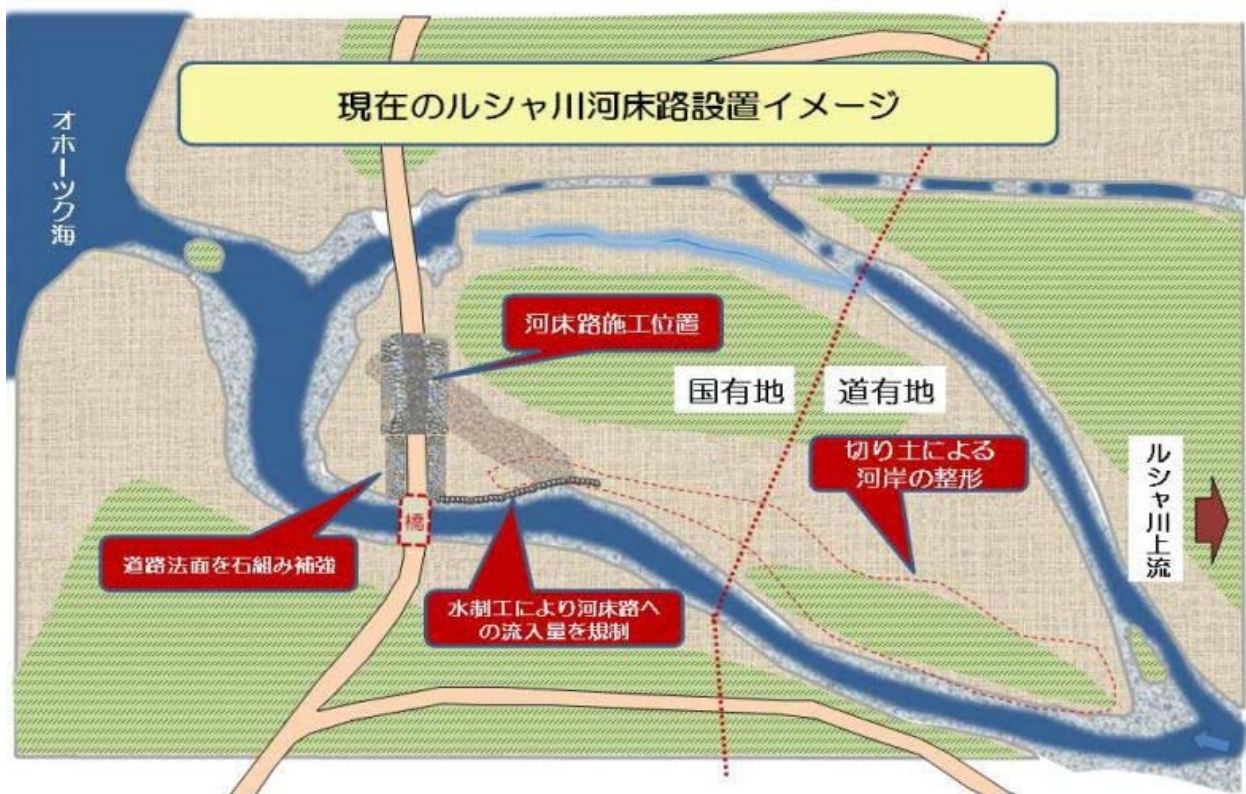 現在のルシャ川河床路設置イメージ
オホーツク海
河床路施工位置
国有地
道有地
切り土による
河岸の整形
ルシャ川上流
橋
道路法面を石組み補強
水制工により河床路へ
の流入量を規制